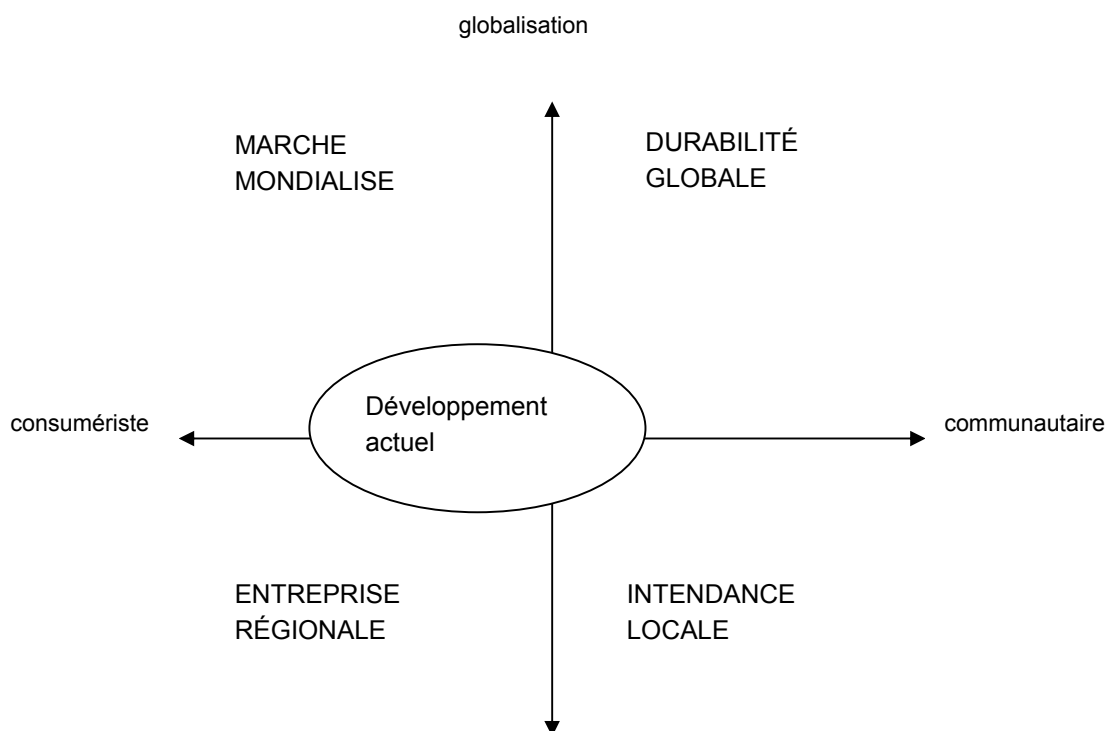 globalisation
MARCHE
MONDIALISE
DURABILITÉ
GLOBALE
Développement
actuel
consumériste
communautaire
ENTREPRISE
RÉGIONALE
INTENDANCE
LOCALE